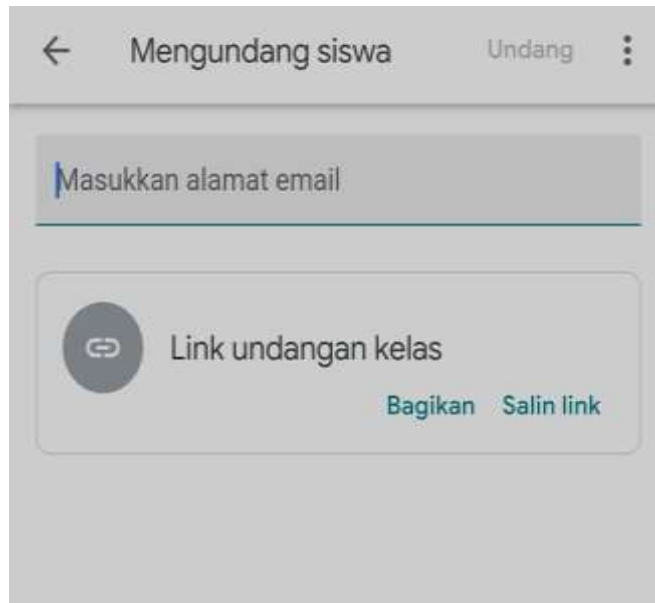 Mengundang siswa Undang
Masukkan alamat email
Link undangan kelas
Bagikan Salin link